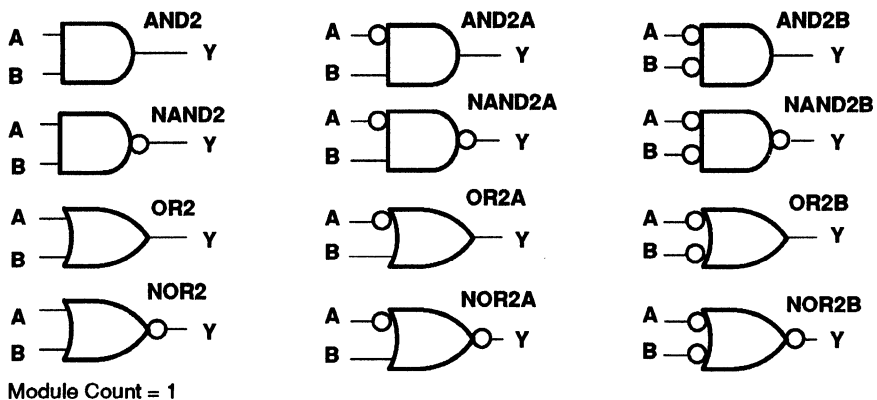 AND2 AND2A AND2B
A Y A Y A Y
B B B
NAND2 NAND2A NAND2B
A Y A Y A Y
B B B
OR2 OR2A OR2B
A Y A Y A Y
B B B
NOR2 NOR2A NOR2B
A Y A Y A Y
B B B
Module Count = 1